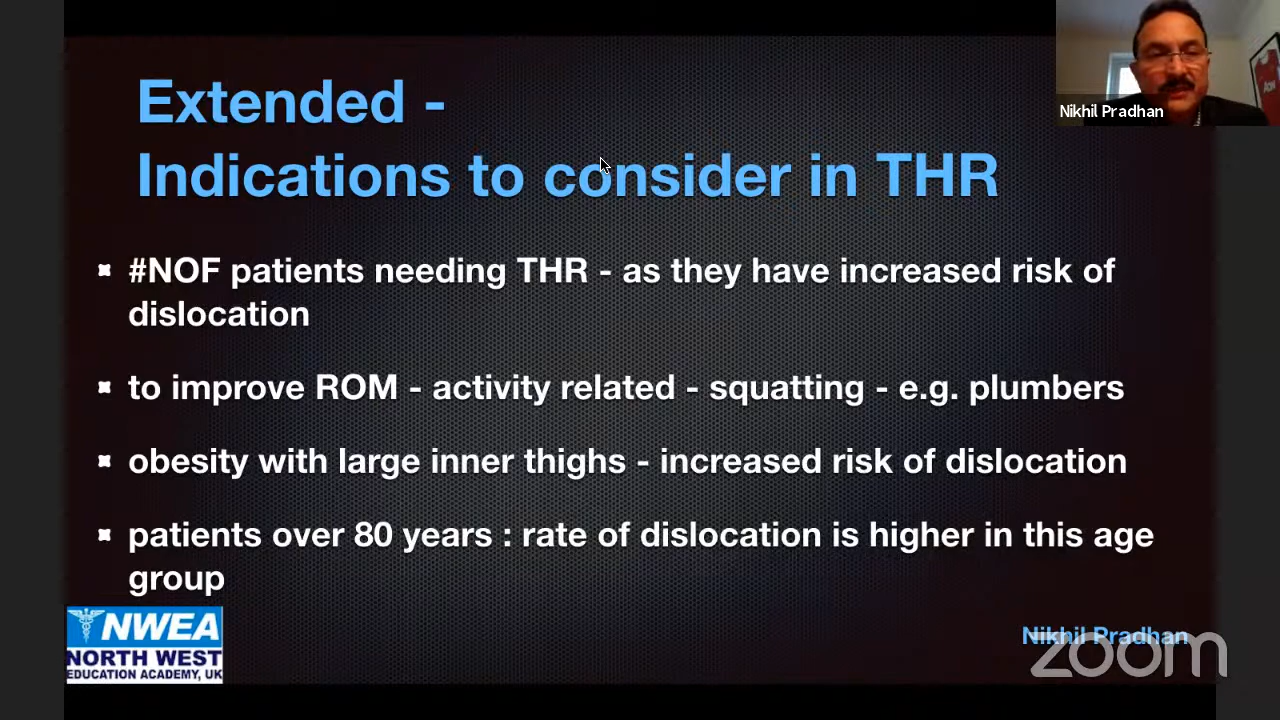 Extended -
Indications to consider in THR
Nikhil Pradhan
#NOF patients needing THR - as they have increased risk of
dislocation
to improve ROM - activity related - squatting - e.g. plumbers
obesity with large inner thighs - increased risk of dislocation
patients over 80 years : rate of dislocation is higher in this age
group
NWEA
NORTH WEST
EDUCATION ACADEMY, UK
Nikhil Pradhan
zoom